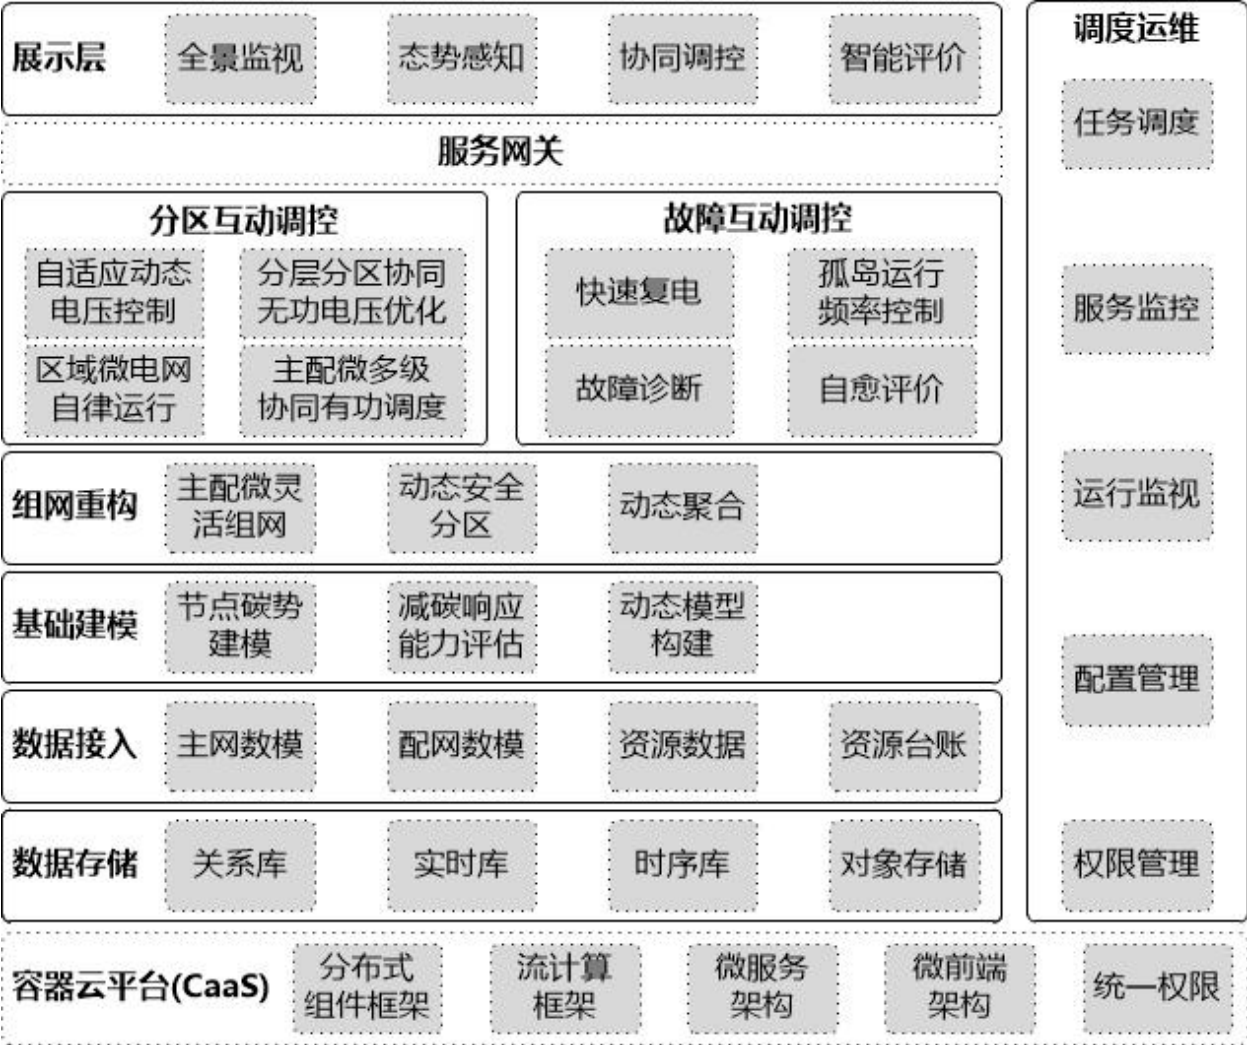 展示层
全景监视
态势感知
协同调控
智能评价
服务网关
分区互动调控
自适应动态
电压控制
分层分区协同
无功电压优化
区域微电网
自律运行
主配微多级
协同有功调度
故障互动调控
快速复电
孤岛运行
频率控制
故障诊断
自愈评价
组网重构
主配微灵
活组网
动态安全
分区
动态聚合
基础建模
节点碳势
建模
减碳响应
能力评估
动态模型
构建
数据接入
主网数模
配网数模
资源数据
资源台账
数据存储
关系库
实时库
时序库
对象存储
调度运维
任务调度
服务监控
运行监视
配置管理
权限管理
容器云平台(CaaS)
分布式
组件框架
流计算
框架
微服务
架构
微前端
架构
统一权限